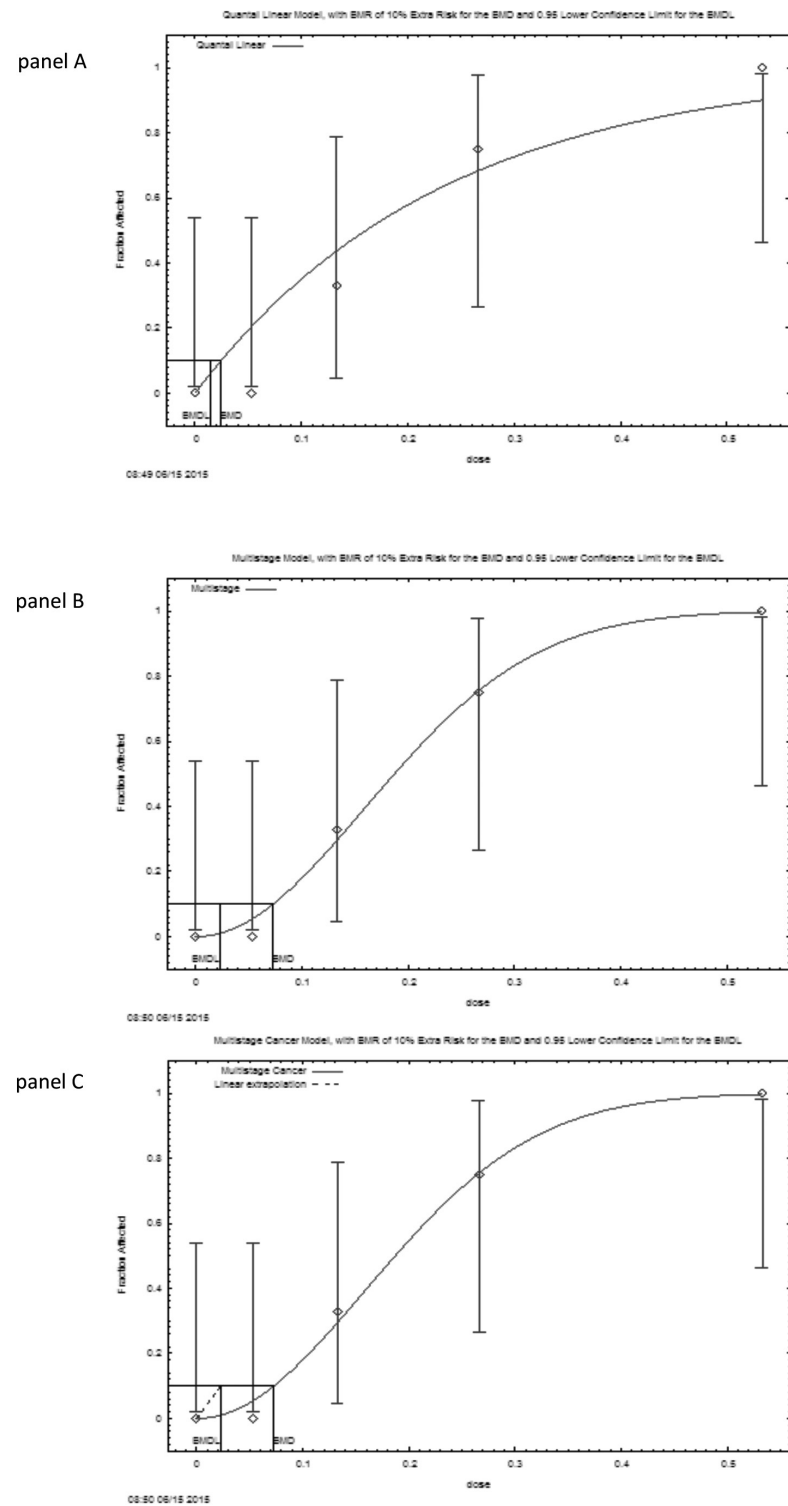 Quantal Linear Model, with BMR of 10% Extra Risk for the BMD and 0.95 Lower Confidence Limit for the BMDL
panel A
Quantal Linear
1
0.8
0.6
0.4
0.2
0
Fraction Affected
BMDL BMD
0 0.1 0.2 0.3 0.4 0.5
dose
08:49 06/15 2015
Multistage Model, with BMR of 10% Extra Risk for the BMD and 0.95 Lower Confidence Limit for the BMDL
panel B
Multistage
1
0.8
0.6
0.4
0.2
0
Fraction Affected
BMDL BMD
0 0.1 0.2 0.3 0.4 0.5
dose
08:50 06/15 2015
Multistage Cancer Model, with BMR of 10% Extra Risk for the BMD and 0.95 Lower Confidence Limit for the BMDL
panel C
Multistage Cancer
Linear extrapolation
1
0.8
0.6
0.4
0.2
0
Fraction Affected
BMDL BMD
0 0.1 0.2 0.3 0.4 0.5
dose
08:50 06/15 2015